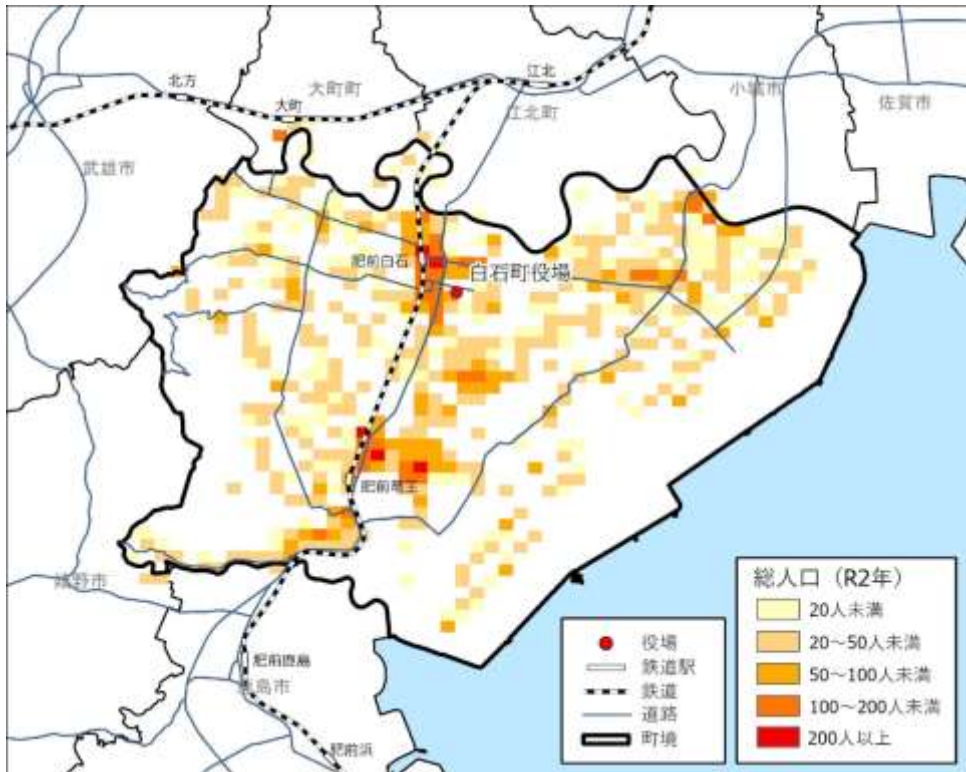 江北
北方
大町町
小城市
大町
佐賀市
江北町
武雄市
肥前白石
白石町役場
肥前竜王
嬉野市
肥前鹿島
鹿島市
肥前浜
役場
鉄道駅
鉄道
道路
町境
総人口（R2年）
20人未満
20～50人未満
50～100人未満
100～200人未満
200人以上